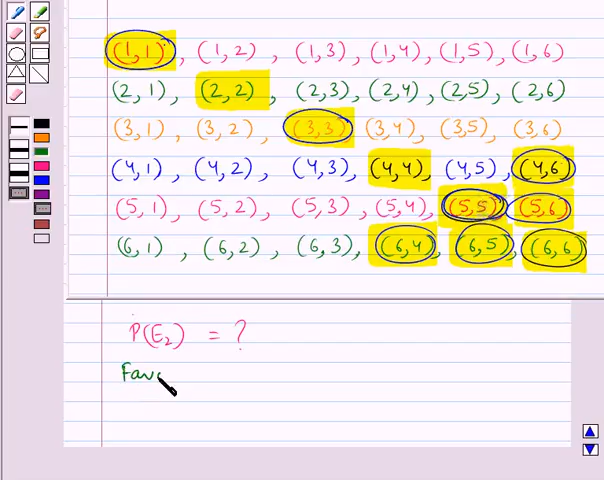 (1,1), (1,2), (1,3), (1,4), (1,5), (1,6)
(2,1), (2,2), (2,3), (2,4), (2,5), (2,6)
(3,1), (3,2), (3,3), (3,4), (3,5), (3,6)
(4,1), (4,2), (4,3), (4,4), (4,5), (4,6)
(5,1), (5,2), (5,3), (5,4), (5,5), (5,6)
(6,1), (6,2), (6,3), (6,4), (6,5), (6,6)
P(E₂) = ?
Favo